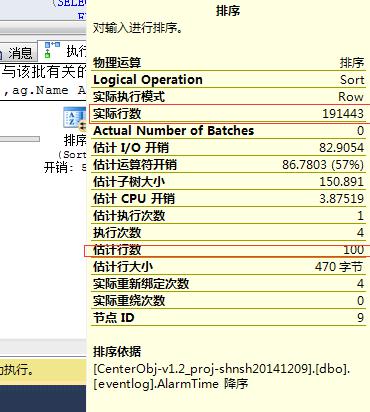 (SELE
消息
执行
与该批有关的
,ag.Name A
排序
(Sort
开销: 5
动执行。
排序
对输入进行排序。
物理运算 排序
Logical Operation Sort
实际执行模式 Row
实际行数 191443
Actual Number of Batches 0
估计 I/O 开销 82.9054
估计运算符开销 86.7803 (57%)
估计子树大小 150.891
估计 CPU 开销 3.87519
估计执行次数 1
执行次数 4
估计行数 100
估计行大小 470 字节
实际重新绑定次数 4
实际重绕次数 0
节点 ID 9
排序依据
[CenterObj-v1.2_proj-shnsh20141209].[dbo].
[eventlog].AlarmTime 降序